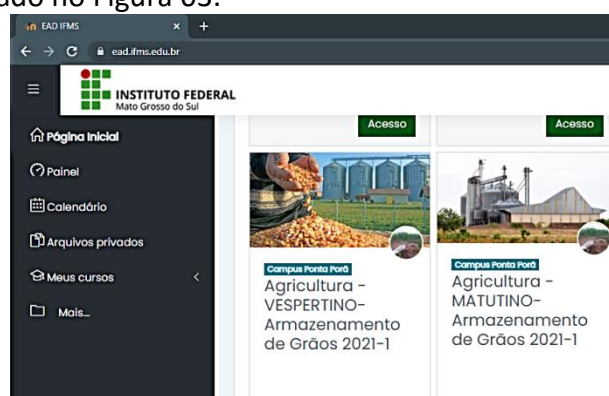 ado no Figura 03.
EAD IFMS
ead.ifms.edu.br
INSTITUTO FEDERAL
Mato Grosso do Sul
Página Inicial
Painel
Calendário
Arquivos privados
Meus cursos
Mais...
Acesso
Acesso
Campus Ponta Porã
Agricultura -
VESPERTINO-
Armazenamento
de Grãos 2021-1
Campus Ponta Porã
Agricultura -
MATUTINO-
Armazenamento
de Grãos 2021-1